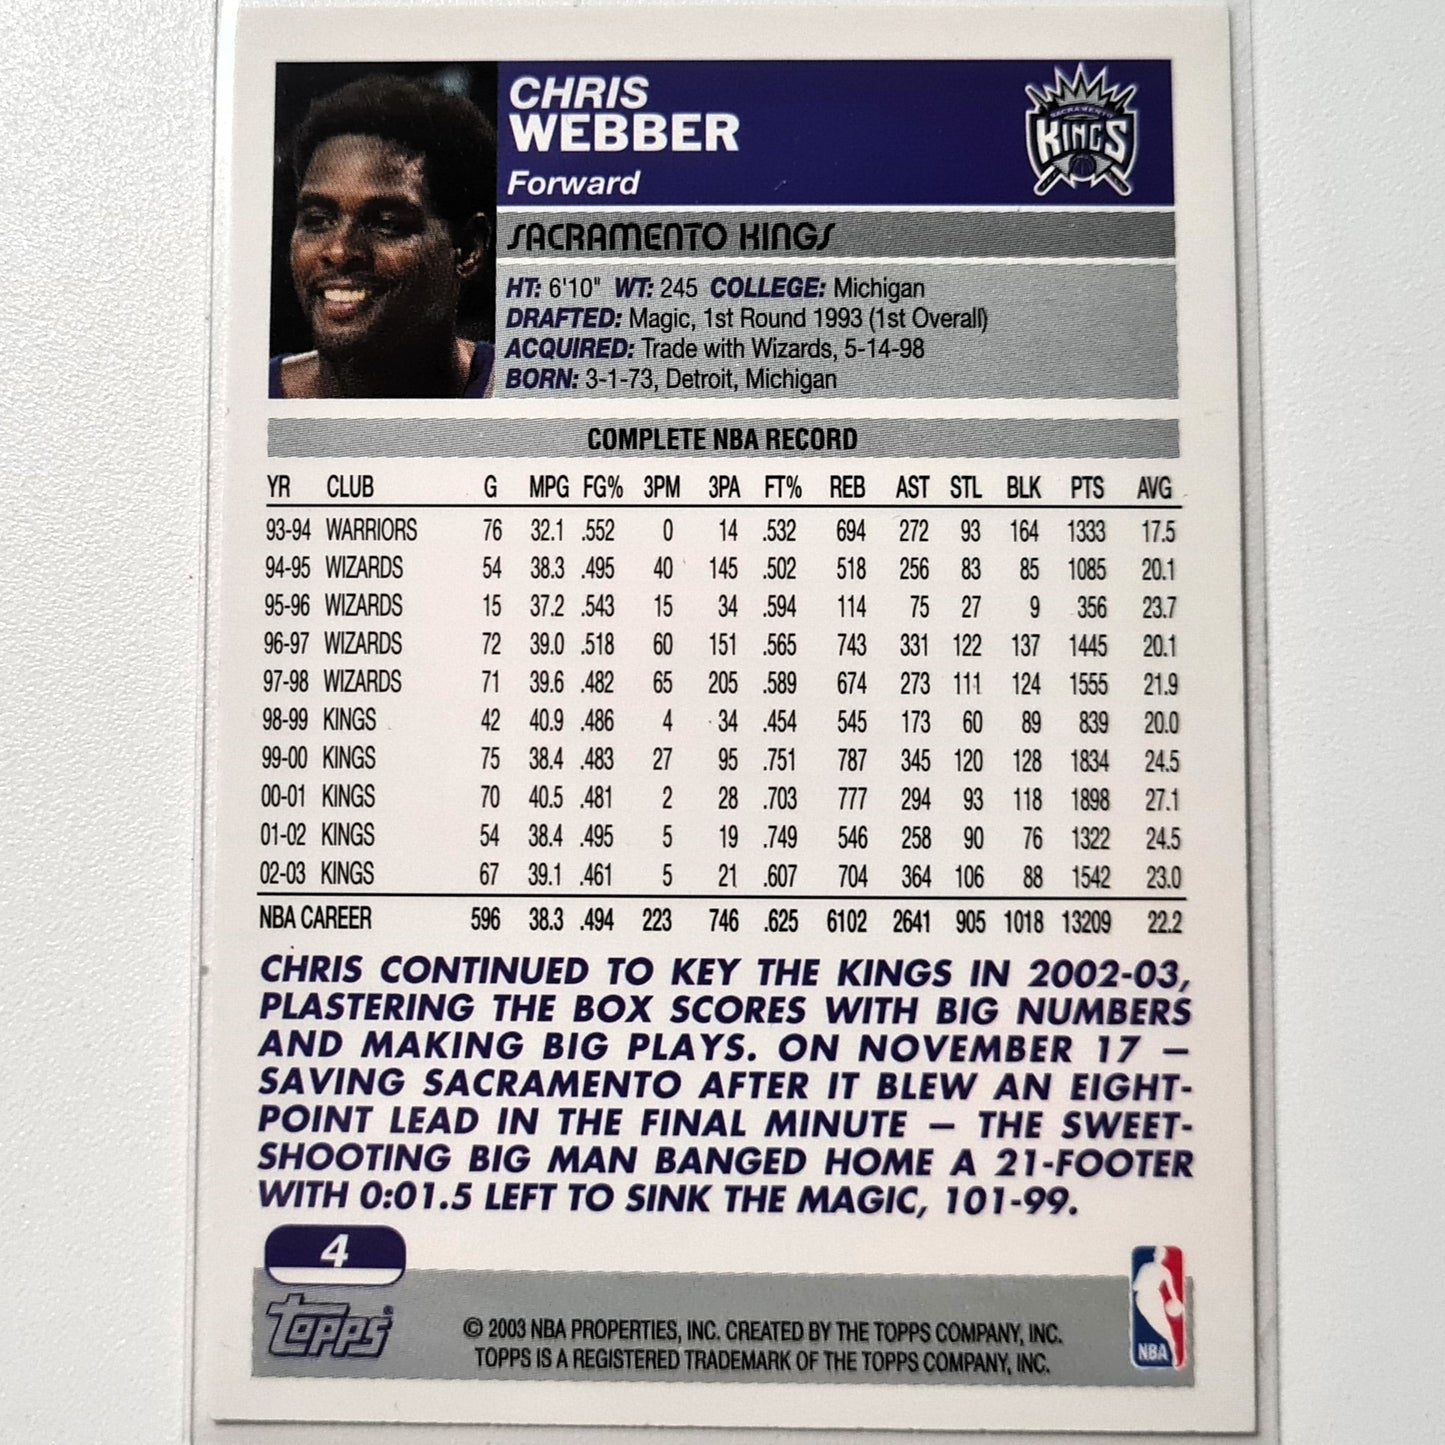 CHRIS
WEBBER
Forward
SACRAMENTO
KINGS
SACRAMENTO KINGS
HT: 6'10" WT: 245 COLLEGE: Michigan
DRAFTED: Magic, 1st Round 1993 (1st Overall)
ACQUIRED: Trade with Wizards, 5-14-98
BORN: 3-1-73, Detroit, Michigan
COMPLETE NBA RECORD
YR CLUB G MPG FG% 3PM 3PA FT% REB AST STL BLK PTS AVG
93-94 WARRIORS 76 32.1 .552 0 14 .532 694 272 93 164 1333 17.5
94-95 WIZARDS 54 38.3 .495 40 145 .502 518 256 83 85 1085 20.1
95-96 WIZARDS 15 37.2 .543 15 34 .594 114 75 27 9 356 23.7
96-97 WIZARDS 72 39.0 .518 60 151 .565 743 331 122 137 1445 20.1
97-98 WIZARDS 71 39.6 .482 65 205 .589 674 273 111 124 1555 21.9
98-99 KINGS 42 40.9 .486 4 34 .454 545 173 60 89 839 20.0
99-00 KINGS 75 38.4 .483 27 95 .751 787 345 120 128 1834 24.5
00-01 KINGS 70 40.5 .481 2 28 .703 777 294 93 118 1898 27.1
01-02 KINGS 54 38.4 .495 5 19 .749 546 258 90 76 1322 24.5
02-03 KINGS 67 39.1 .461 5 21 .607 704 364 106 88 1542 23.0
NBA CAREER 596 38.3 .494 223 746 .625 6102 2641 905 1018 13209 22.2
CHRIS CONTINUED TO KEY THE KINGS IN 2002-03,
PLASTERING THE BOX SCORES WITH BIG NUMBERS
AND MAKING BIG PLAYS. ON NOVEMBER 17 –
SAVING SACRAMENTO AFTER IT BLEW AN EIGHT-
POINT LEAD IN THE FINAL MINUTE – THE SWEET-
SHOOTING BIG MAN BANGED HOME A 21-FOOTER
WITH 0:01.5 LEFT TO SINK THE MAGIC, 101-99.
4
Topps®
© 2003 NBA PROPERTIES, INC. CREATED BY THE TOPPS COMPANY, INC.
TOPPS IS A REGISTERED TRADEMARK OF THE TOPPS COMPANY, INC.
NBA